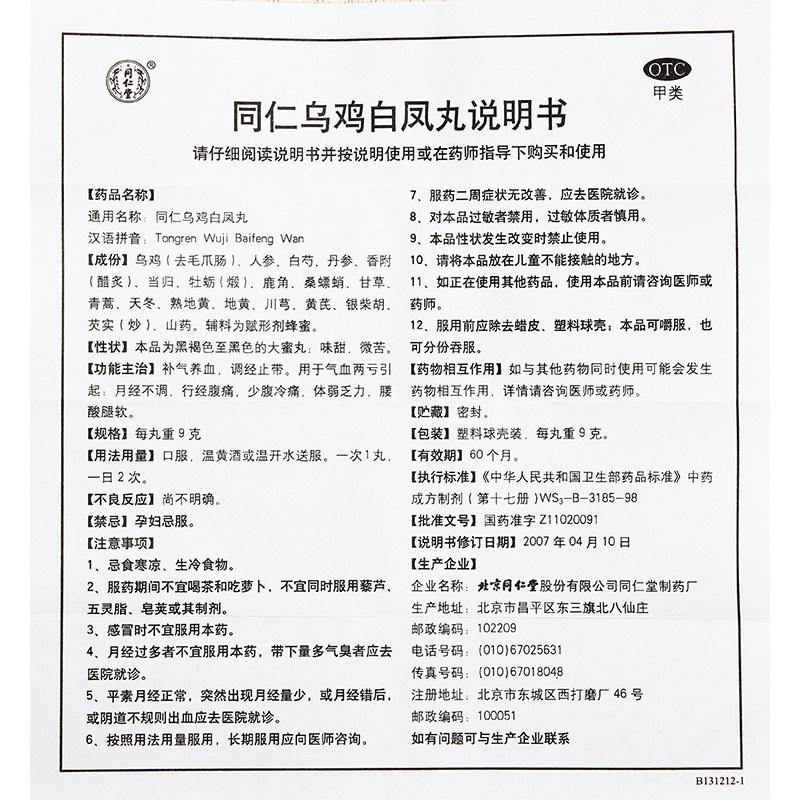 同仁堂
®
OTC
甲类
同仁乌鸡白凤丸说明书
请仔细阅读说明书并按说明使用或在药师指导下购买和使用
【药品名称】
通用名称：同仁乌鸡白凤丸
汉语拼音：Tongren Wuji Baifeng Wan
【成份】乌鸡（去毛爪肠）、人参、白芍、丹参、香附
（醋炙）、当归、牡蛎（煅）、鹿角、桑螵蛸、甘草、
青蒿、天冬、熟地黄、地黄、川芎、黄芪、银柴胡、
芡实（炒）、山药。辅料为赋形剂蜂蜜。
【性状】本品为黑褐色至黑色的大蜜丸；味甜、微苦。
【功能主治】补气养血，调经止带。用于气血两亏引
起：月经不调，行经腹痛，少腹冷痛，体弱乏力，腰
酸腿软。
【规格】每丸重9克
【用法用量】口服，温黄酒或温开水送服。一次1丸，
一日2次。
【不良反应】尚不明确。
【禁忌】孕妇忌服。
【注意事项】
1、忌食寒凉、生冷食物。
2、服药期间不宜喝茶和吃萝卜，不宜同时服用藜芦、
五灵脂、皂荚或其制剂。
3、感冒时不宜服用本药。
4、月经过多者不宜服用本药，带下量多气臭者应去
医院就诊。
5、平素月经正常，突然出现月经量少，或月经错后，
或阴道不规则出血应去医院就诊。
6、按照用法用量服用，长期服用应向医师咨询。
7、服药二周症状无改善，应去医院就诊。
8、对本品过敏者禁用，过敏体质者慎用。
9、本品性状发生改变时禁止使用。
10、请将本品放在儿童不能接触的地方。
11、如正在使用其他药品，使用本品前请咨询医师或
药师。
12、服用前应除去蜡皮、塑料球壳；本品可嚼服，也
可分份吞服。
【药物相互作用】如与其他药物同时使用可能会发生
药物相互作用，详情请咨询医师或药师。
【贮藏】密封。
【包装】塑料球壳装，每丸重9克。
【有效期】60个月。
【执行标准】《中华人民共和国卫生部药品标准》中药
成方制剂（第十七册）WS₃-B-3185-98
【批准文号】国药准字Z11020091
【说明书修订日期】2007年04月10日
【生产企业】
企业名称：北京同仁堂股份有限公司同仁堂制药厂
生产地址：北京市昌平区东三旗北八仙庄
邮政编码：102209
电话号码：(010)67025631
传真号码：(010)67018048
注册地址：北京市东城区西打磨厂46号
邮政编码：100051
如有问题可与生产企业联系
B131212-1